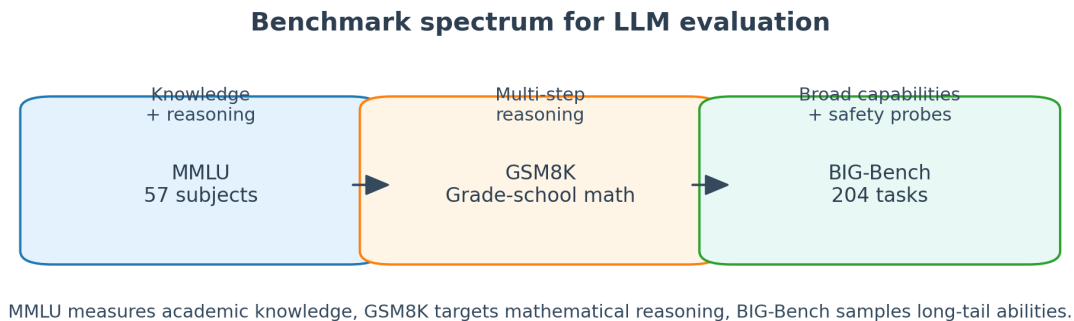 Benchmark spectrum for LLM evaluation
Knowledge
+ reasoning
MMLU
57 subjects
Multi-step
reasoning
GSM8K
Grade-school math
Broad capabilities
+ safety probes
BIG-Bench
204 tasks
MMLU measures academic knowledge, GSM8K targets mathematical reasoning, BIG-Bench samples long-tail abilities.